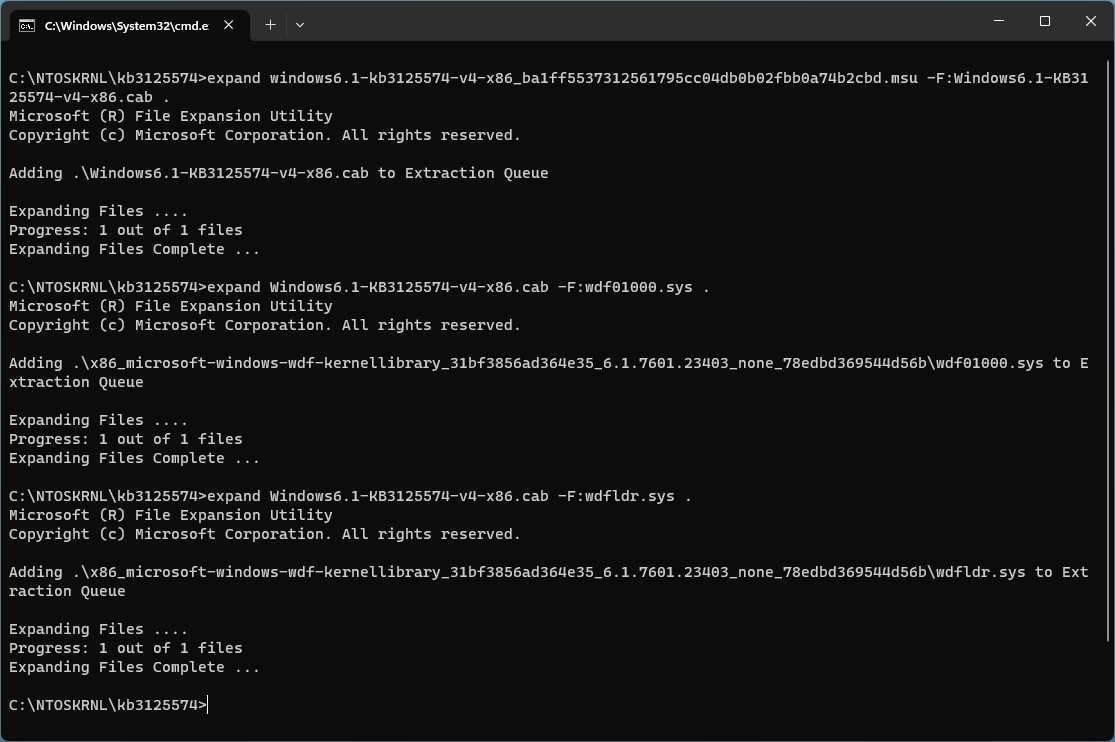 C:\Windows\System32\cmd.e
C:\NTOSKRNL\kb3125574>expand windows6.1-kb3125574-v4-x86_ba1ff5537312561795cc04db0b02fbb0a74b2cbd.msu -F:Windows6.1-KB31
25574-v4-x86.cab .
Microsoft (R) File Expansion Utility
Copyright (c) Microsoft Corporation. All rights reserved.
Adding .\Windows6.1-KB3125574-v4-x86.cab to Extraction Queue
Expanding Files ....
Progress: 1 out of 1 files
Expanding Files Complete ...
C:\NTOSKRNL\kb3125574>expand Windows6.1-KB3125574-v4-x86.cab -F:wdf01000.sys .
Microsoft (R) File Expansion Utility
Copyright (c) Microsoft Corporation. All rights reserved.
Adding .\x86_microsoft-windows-wdf-kernellibrary_31bf3856ad364e35_6.1.7601.23403_none_78edbd369544d56b\wdf01000.sys to E
xtraction Queue
Expanding Files ....
Progress: 1 out of 1 files
Expanding Files Complete ...
C:\NTOSKRNL\kb3125574>expand Windows6.1-KB3125574-v4-x86.cab -F:wdfldr.sys .
Microsoft (R) File Expansion Utility
Copyright (c) Microsoft Corporation. All rights reserved.
Adding .\x86_microsoft-windows-wdf-kernellibrary_31bf3856ad364e35_6.1.7601.23403_none_78edbd369544d56b\wdfldr.sys to Ext
raction Queue
Expanding Files ....
Progress: 1 out of 1 files
Expanding Files Complete ...
C:\NTOSKRNL\kb3125574>